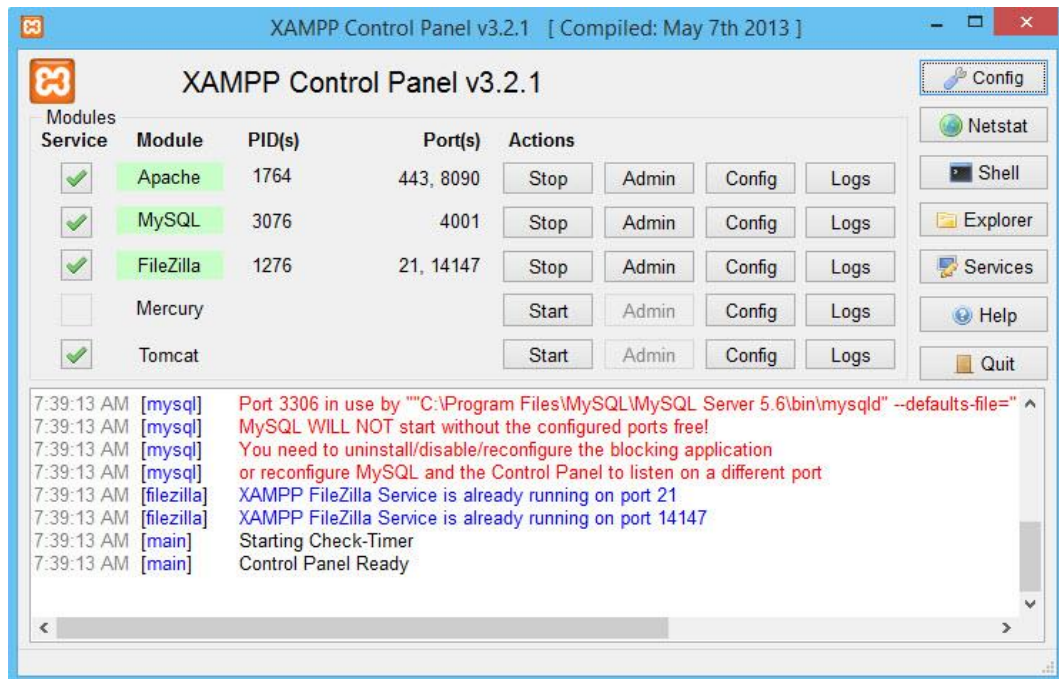 XAMPP Control Panel v3.2.1 [ Compiled: May 7th 2013 ]
XAMPP Control Panel v3.2.1
Config
Modules
Service Module PID(s) Port(s) Actions
Netstat
Apache 1764 443, 8090 Stop Admin Config Logs
Shell
MySQL 3076 4001 Stop Admin Config Logs
Explorer
FileZilla 1276 21, 14147 Stop Admin Config Logs
Services
Mercury Start Admin Config Logs
Help
Tomcat Start Admin Config Logs
Quit
7:39:13 AM [mysql] Port 3306 in use by ""C:\Program Files\MySQL\MySQL Server 5.6\bin\mysqld" --defaults-file="
7:39:13 AM [mysql] MySQL WILL NOT start without the configured ports free!
7:39:13 AM [mysql] You need to uninstall/disable/reconfigure the blocking application
7:39:13 AM [mysql] or reconfigure MySQL and the Control Panel to listen on a different port
7:39:13 AM [filezilla] XAMPP FileZilla Service is already running on port 21
7:39:13 AM [filezilla] XAMPP FileZilla Service is already running on port 14147
7:39:13 AM [main] Starting Check-Timer
7:39:13 AM [main] Control Panel Ready